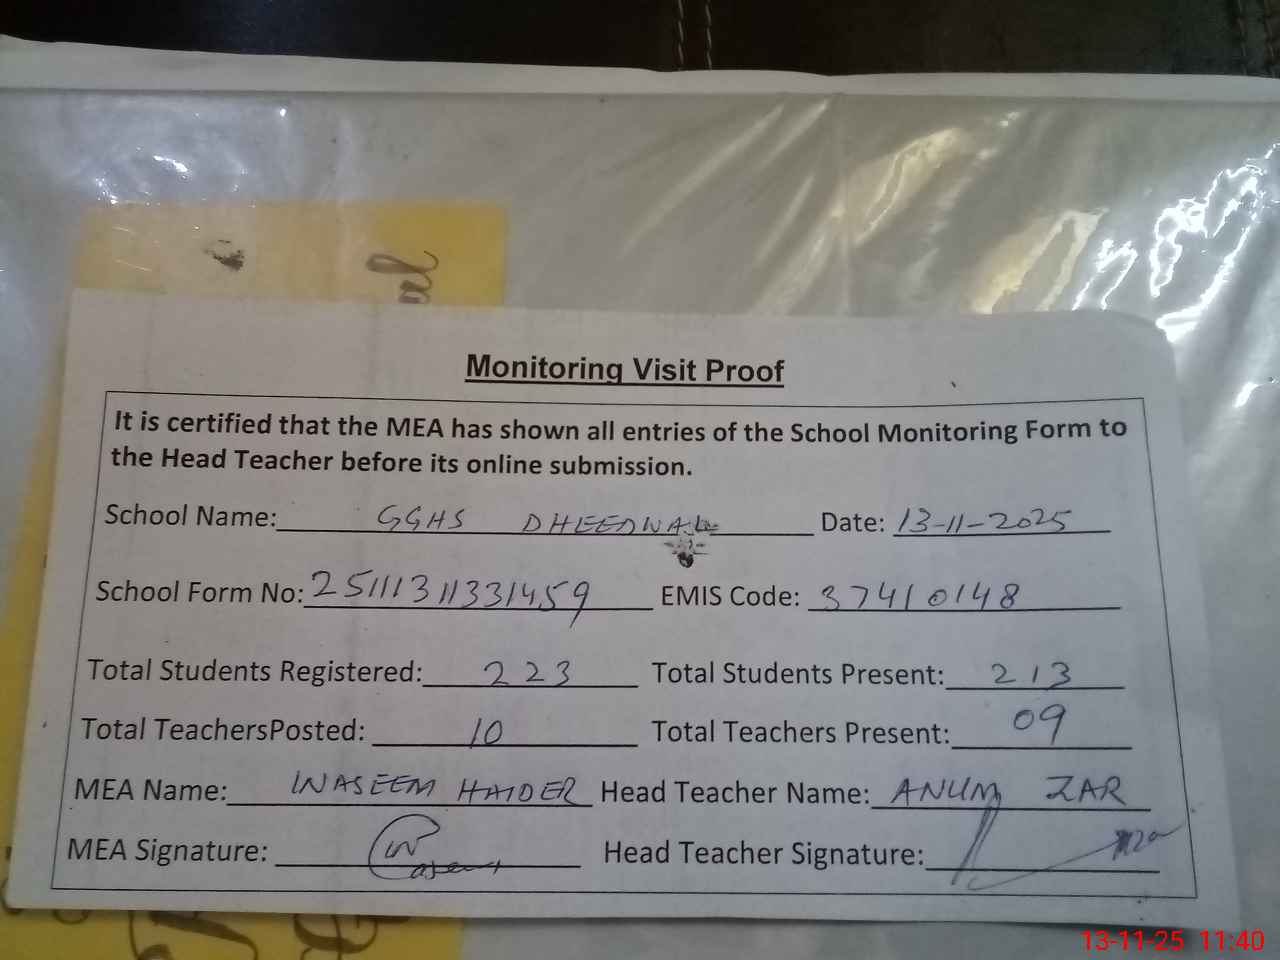 Monitoring Visit Proof
It is certified that the MEA has shown all entries of the School Monitoring Form to
the Head Teacher before its online submission.
School Name: GGHS DHEEDWAL Date: 13-11-2025
School Form No: 25111311331459 EMIS Code: 37410148
Total Students Registered: 223 Total Students Present: 213
Total TeachersPosted: 10 Total Teachers Present: 09
MEA Name: WASEEM HAIDER Head Teacher Name: ANUM ZAR
MEA Signature: Head Teacher Signature:
13-11-25 11:40